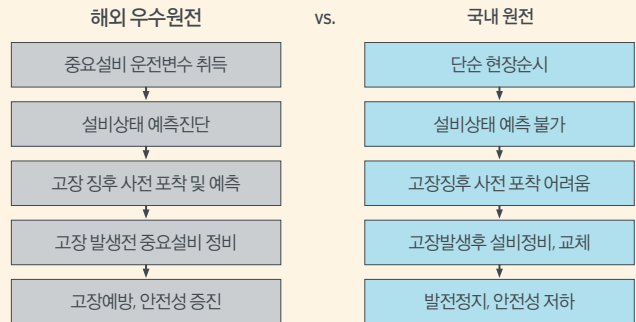 해외 우수원전
vs.
국내 원전
중요설비 운전변수 취득
단순 현장순시
설비상태 예측진단
설비상태 예측 불가
고장 징후 사전 포착 및 예측
고장징후 사전 포착 어려움
고장 발생전 중요설비 정비
고장발생후 설비정비, 교체
고장예방, 안전성 증진
발전정지, 안전성 저하